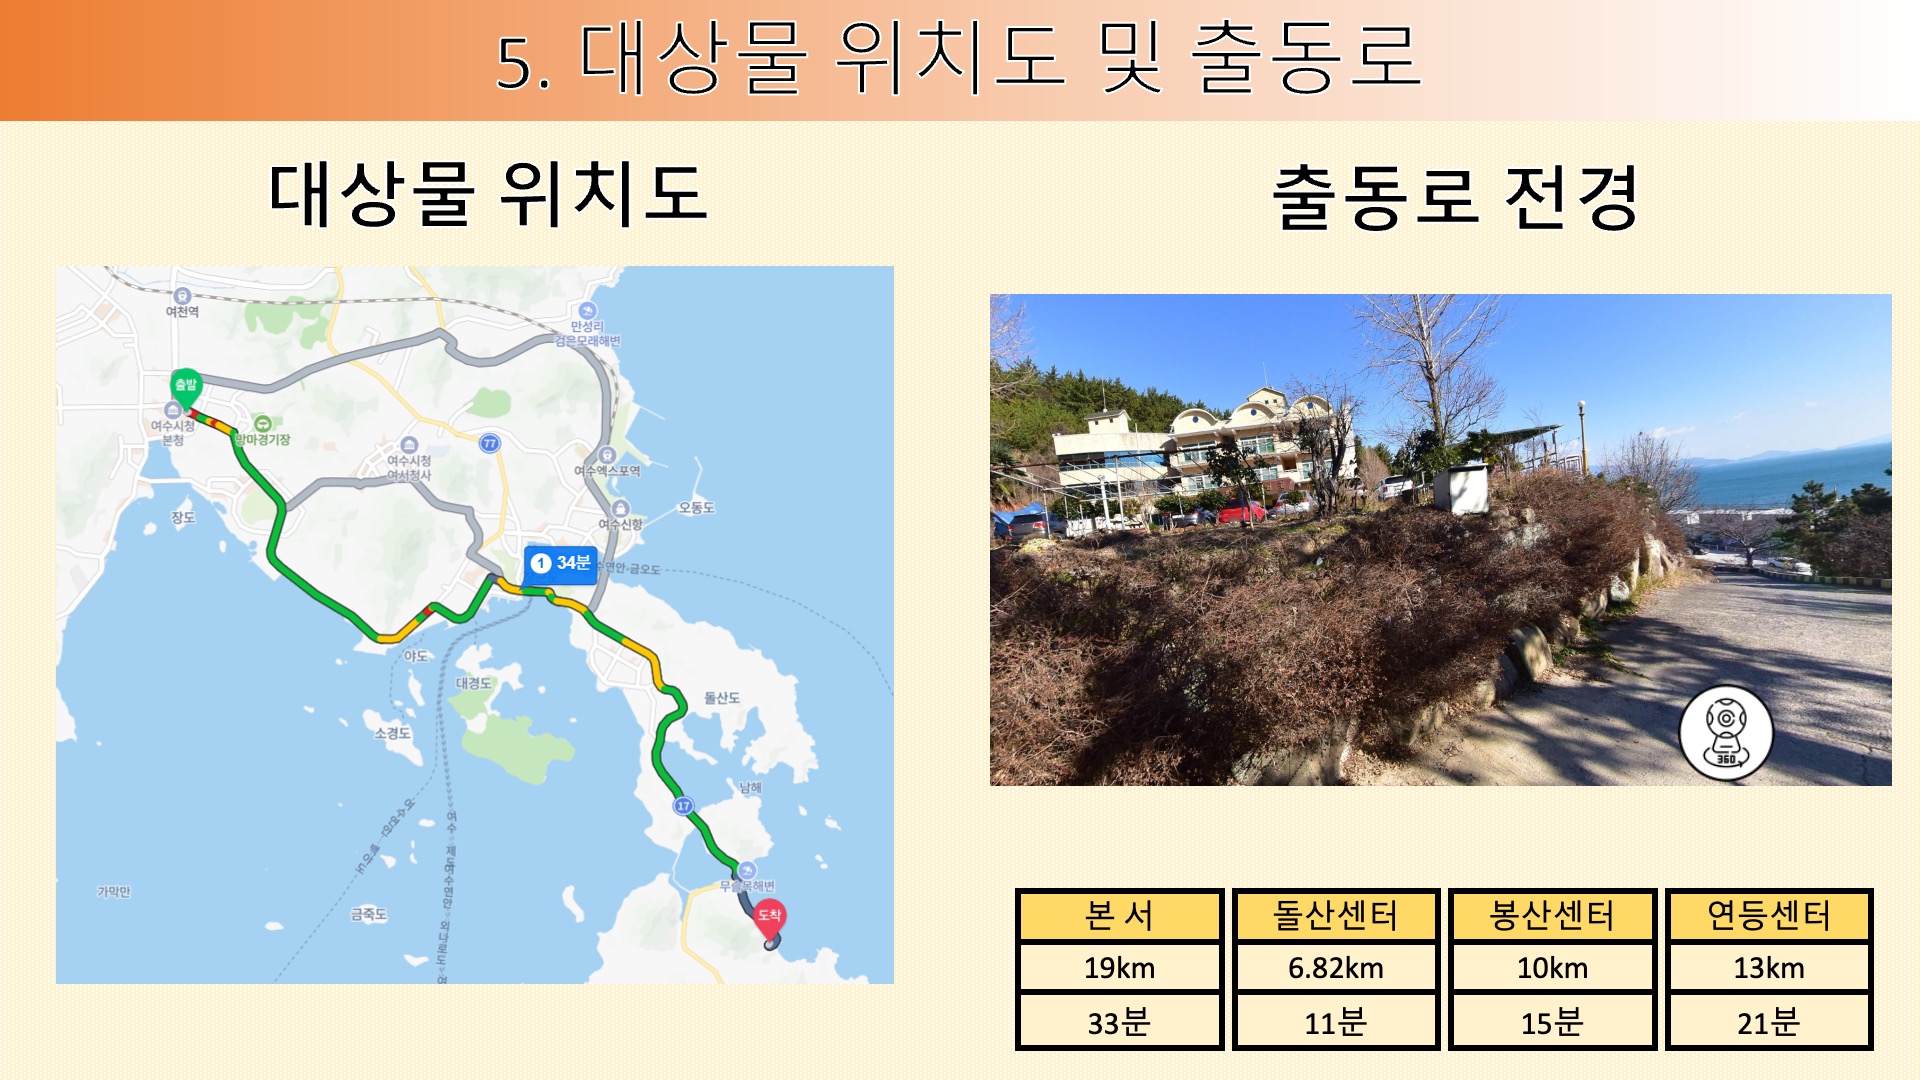 5. 대상물 위치도 및 출동로
대상물 위치도
출동로 전경
여천역
만성리
검은모래해변
출발
여수시청
본청
망마경기장
77
여수시청
여서청사
여수엑스포역
오동도
여수신항
장도
1 34분
수연안-금오도
야도
대경도
돌산도
소경도
남해
17
무슬목해변
가막만
금죽도
도착
360
본 서
돌산센터
봉산센터
연등센터
19km
6.82km
10km
13km
33분
11분
15분
21분